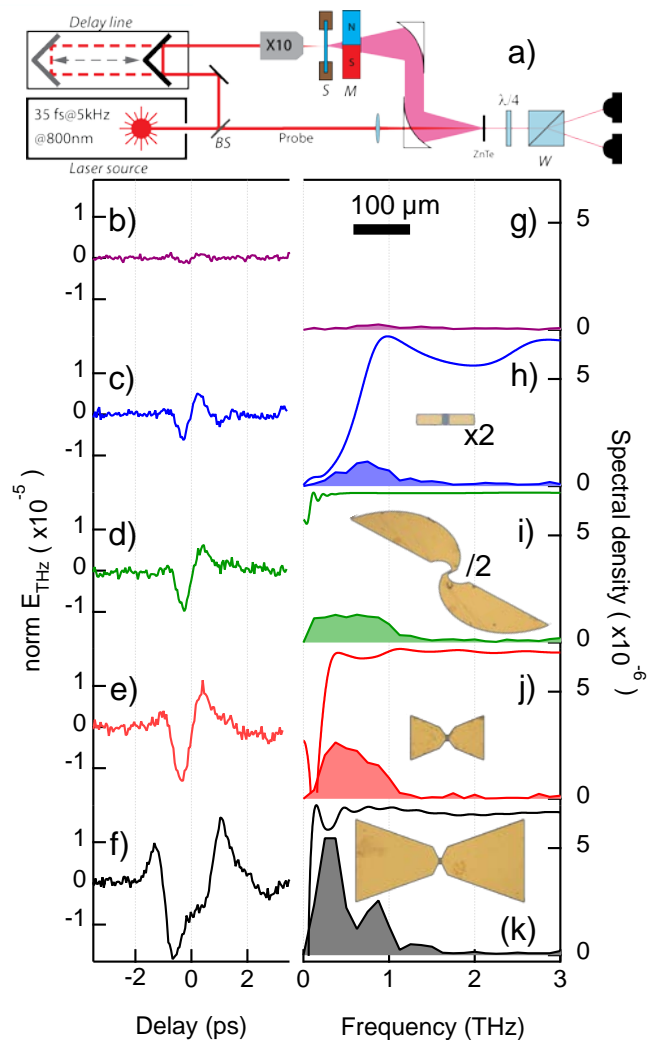 Delay line
X10
N
S
S
M
a)
35 fs@5kHz
@800nm
BS
Probe
λ/4
ZnTe
W
Laser source
100 µm
b)
g)
1
0
-1
5
0
c)
h)
1
0
-1
5
0
x2
d)
i)
1
0
-1
5
0
/2
e)
j)
1
0
-1
5
0
f)
(k)
1
0
-1
5
0
norm E_THz ( x10^-5)
Spectral density ( x10^-6)
-2
0
2
0
1
2
3
Delay (ps)
Frequency (THz)